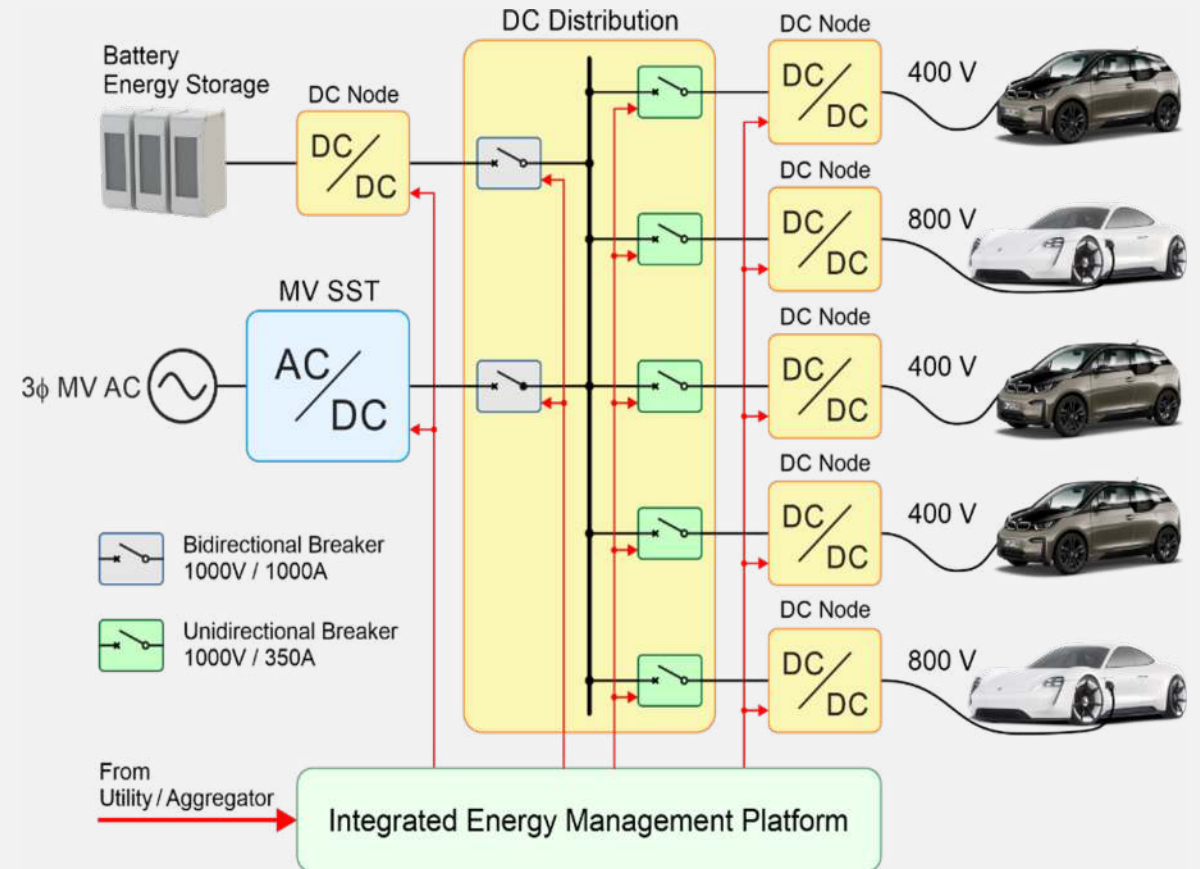 DC Distribution
Battery
Energy Storage
DC Node
DC/DC
MV SST
AC/DC
3ϕ MV AC
DC Node
DC/DC
400 V
DC Node
DC/DC
800 V
DC Node
DC/DC
400 V
DC Node
DC/DC
400 V
DC Node
DC/DC
800 V
Bidirectional Breaker
1000V / 1000A
Unidirectional Breaker
1000V / 350A
From
Utility / Aggregator
Integrated Energy Management Platform